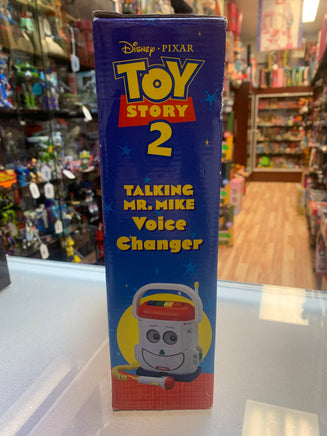 Disney · PIXAR
TOY
STORY
2
TALKING
MR. MIKE
Voice
Changer